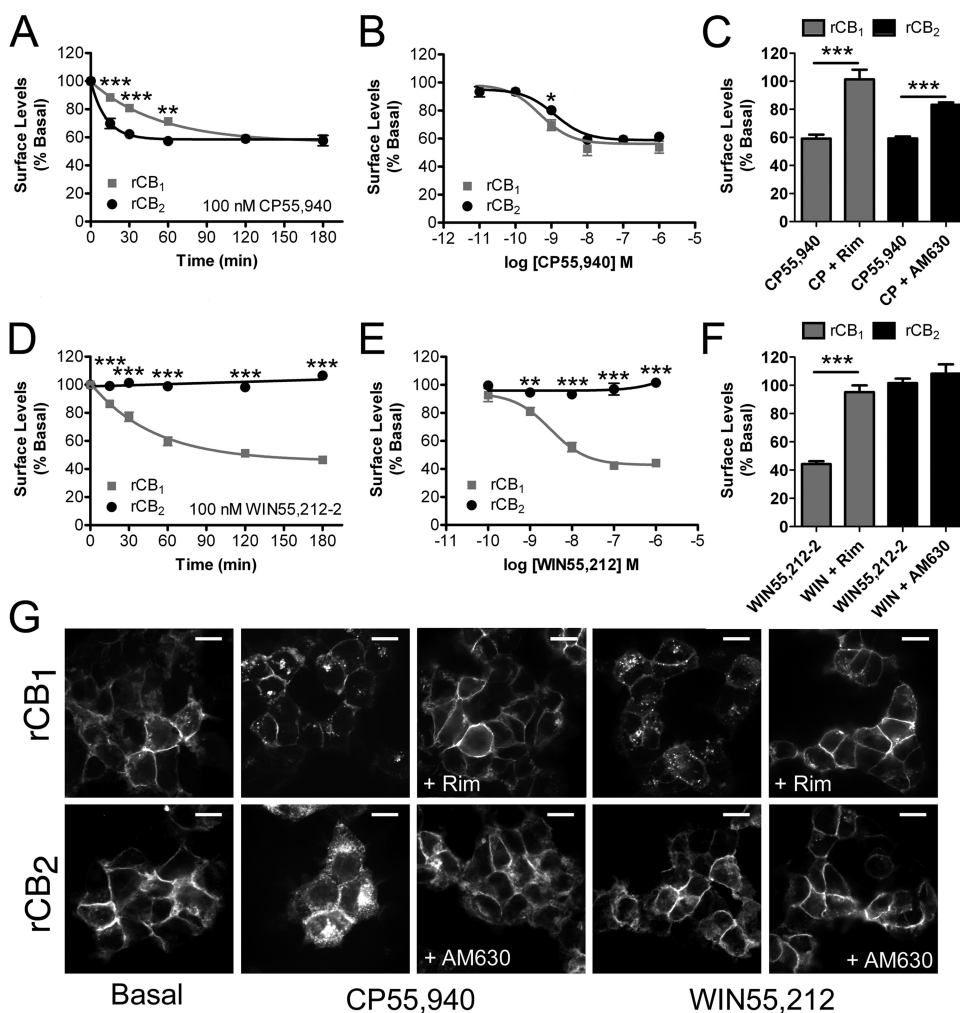 A
120
100
80
60
40
20
0
Surface Levels
(% Basal)
***
***
**
rCB1
rCB2
100 nM CP55,940
0 30 60 90 120 150 180
Time (min)
B
120
100
80
60
40
20
0
Surface Levels
(% Basal)
*
rCB1
rCB2
-12 -11 -10 -9 -8 -7 -6 -5
log [CP55,940] M
C
rCB1 rCB2
120
100
80
60
40
20
0
Surface Levels
(% Basal)
***
***
CP55,940
CP + Rim
CP55,940
CP + AM630
D
120
100
80
60
40
20
0
Surface Levels
(% Basal)
***
***
***
***
***
rCB1
rCB2
100 nM WIN55,212-2
0 30 60 90 120 150 180
Time (min)
E
120
100
80
60
40
20
0
Surface Levels
(% Basal)
**
***
***
***
rCB1
rCB2
-11 -10 -9 -8 -7 -6 -5
log [WIN55,212] M
F
rCB1 rCB2
120
100
80
60
40
20
0
Surface Levels
(% Basal)
***
WIN55,212-2
WIN + Rim
WIN55,212-2
WIN + AM630
G
rCB1
+ Rim
+ Rim
rCB2
+ AM630
+ AM630
Basal
CP55,940
WIN55,212